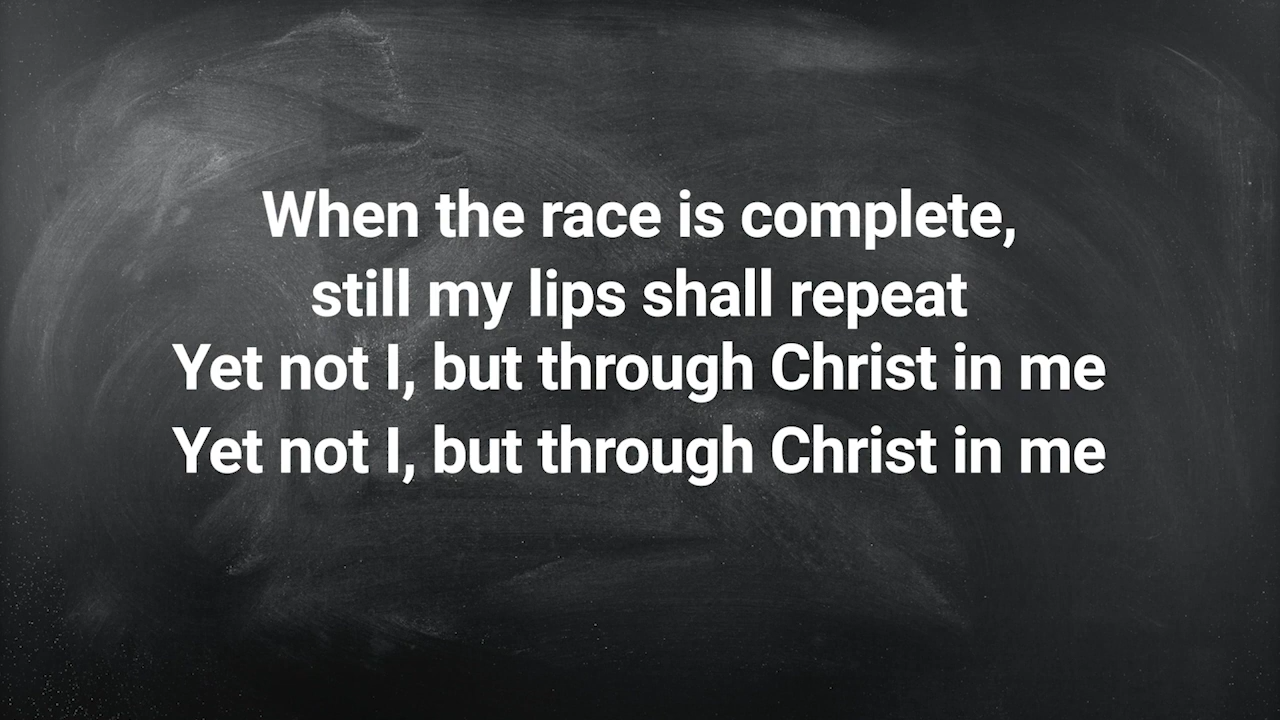 When the race is complete,
still my lips shall repeat
Yet not I, but through Christ in me
Yet not I, but through Christ in me